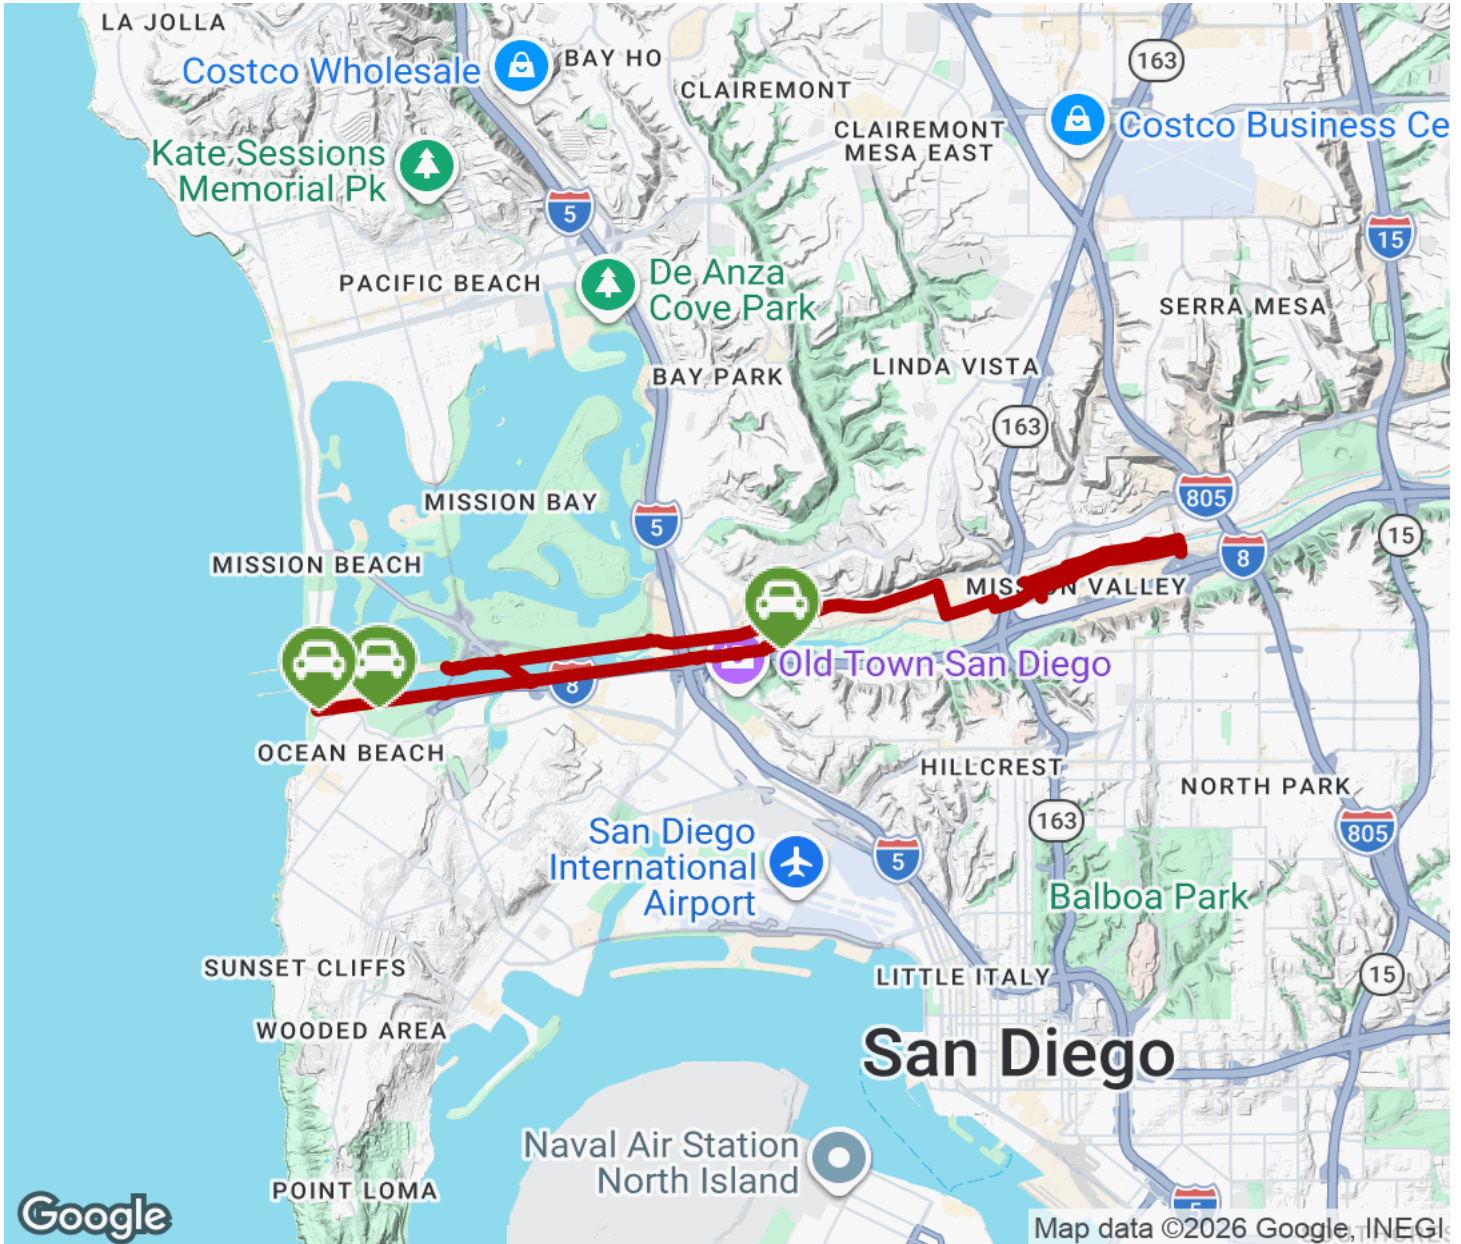 LA JOLLA
Costco Wholesale
BAY HO
163
CLAIREMONT
Costco Business Ce
CLAIREMONT
MESA EAST
Kate Sessions
Memorial Pk
5
15
De Anza
Cove Park
PACIFIC BEACH
SERRA MESA
BAY PARK
LINDA VISTA
163
MISSION BAY
805
5
15
MISSION BEACH
8
MISSION VALLEY
Old Town San Diego
8
OCEAN BEACH
HILLCREST
NORTH PARK
163
805
San Diego
International
Airport
5
Balboa Park
SUNSET CLIFFS
LITTLE ITALY
15
WOODED AREA
San Diego
Naval Air Station
North Island
POINT LOMA
5
Google
Map data ©2026 Google, INEGI